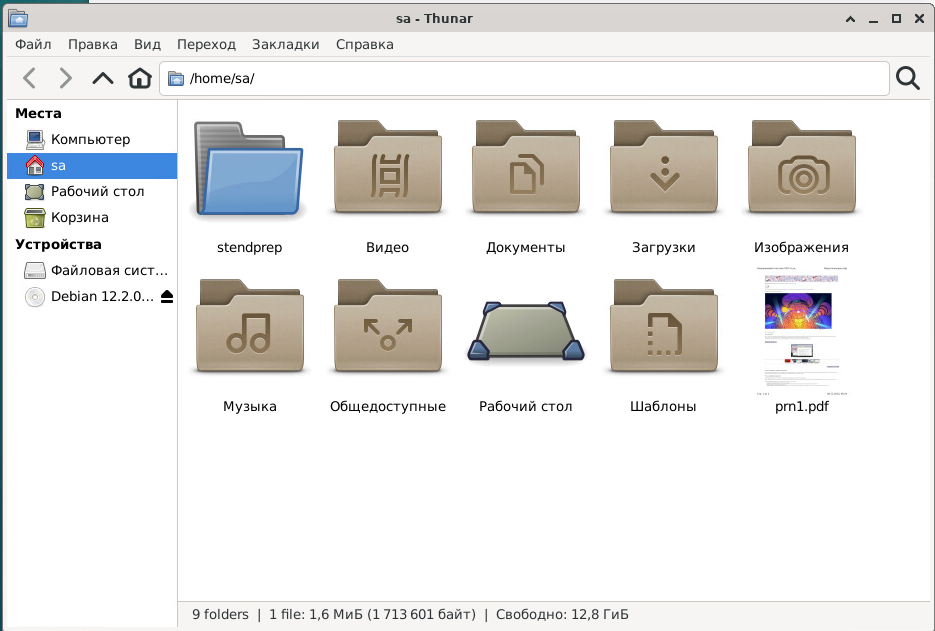 sa - Thunar
Файл Правка Вид Переход Закладки Справка
/home/sa/
Места
Компьютер
sa
Рабочий стол
Корзина
Устройства
Файловая сист...
Debian 12.2.0...
stendprep Видео Документы Загрузки Изображения
Музыка Общедоступные Рабочий стол Шаблоны prn1.pdf
9 folders | 1 file: 1,6 МиБ (1 713 601 байт) | Свободно: 12,8 ГиБ